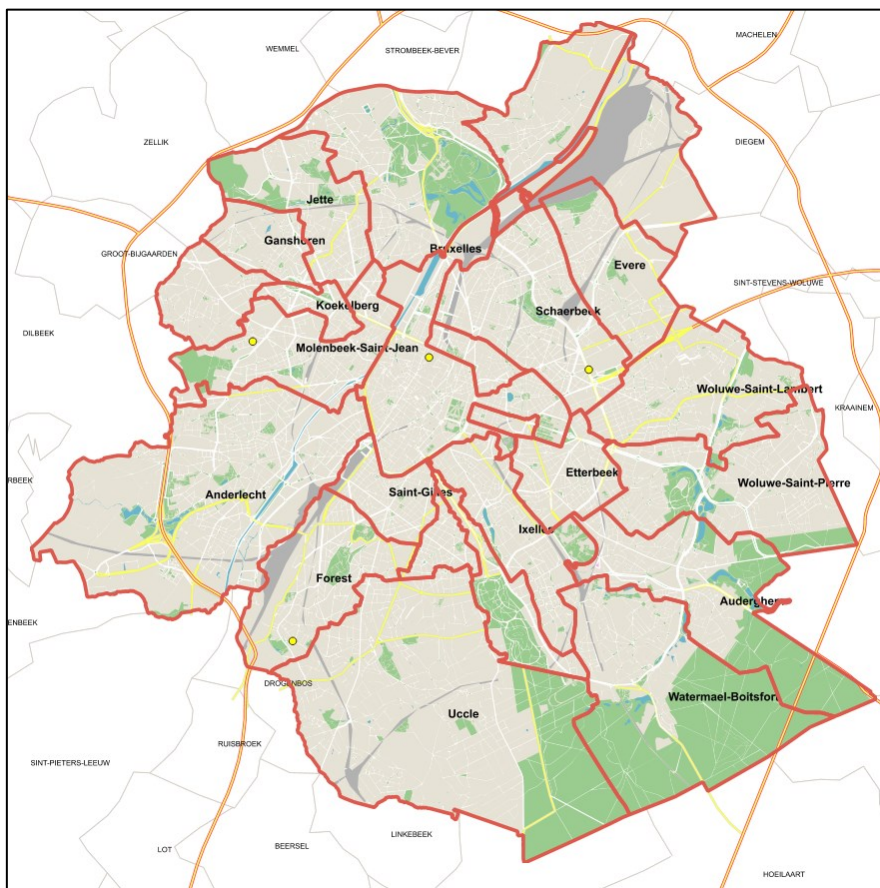 MACHELEN
WEMMEL
STROMBEEK-BEVER
ZELLIK
DIEGEM
Jette
Ganshoren
Bruxelles
GROOT-BIJGAARDEN
Evere
SINT-STEVENS-WOLUWE
Koekelberg
Schaerbeek
DILBEEK
Molenbeek-Saint-Jean
Woluwe-Saint-Lambert
KRAAINEM
Etterbeek
RBEEK
Woluwe-Saint-Pierre
Anderlecht
Saint-Gilles
Ixelles
Forest
Auderghem
ENBEEK
DROGENBOS
Watermael-Boitsfort
Uccle
RUISBROEK
SINT-PIETERS-LEEUW
LINKEBEEK
BEERSEL
LOT
HOEILAART